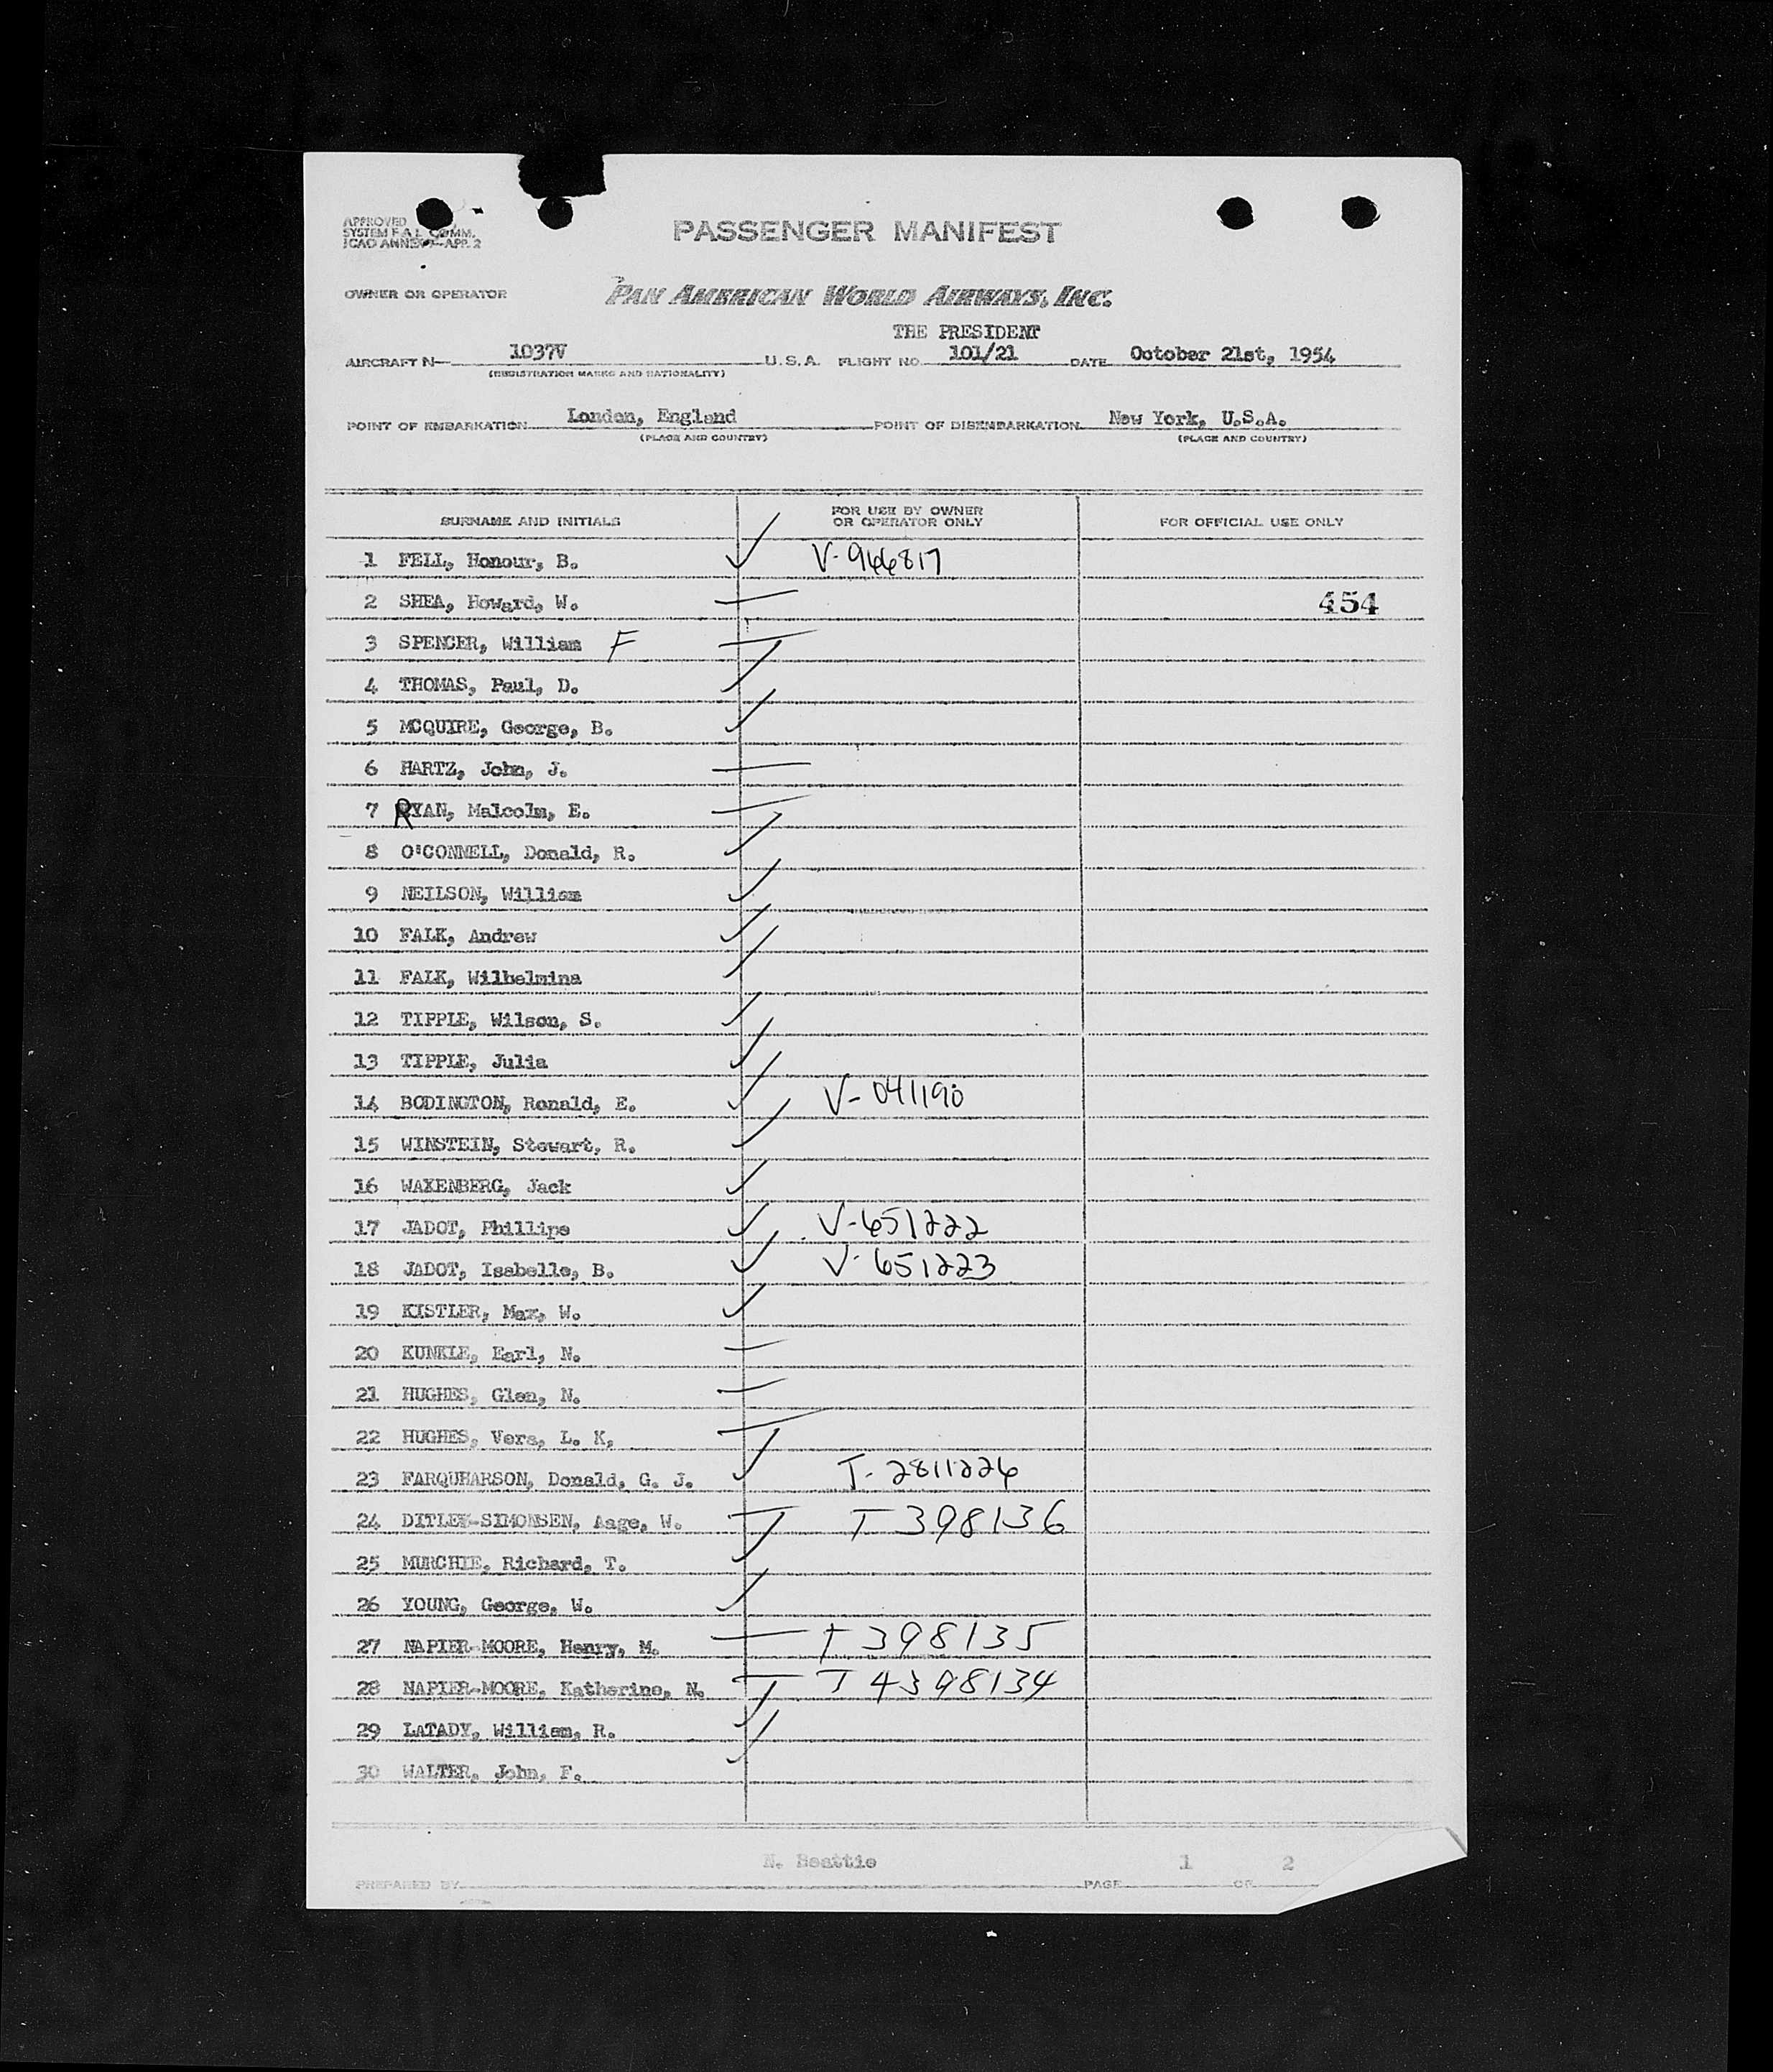 APPROVED
SYSTEM F.A.L. COMM.
ICAO ANNEX 9—APP. 2
PASSENGER MANIFEST
OWNER OR OPERATOR PAN AMERICAN WORLD AIRWAYS, INC.
THE PRESIDENT
AIRCRAFT N— 1037V U.S.A. FLIGHT NO. 101/21 DATE October 21st, 1954
(REGISTRATION MARKS AND NATIONALITY)
POINT OF EMBARKATION London, England POINT OF DISEMBARKATION New York, U.S.A.
(PLACE AND COUNTRY) (PLACE AND COUNTRY)
SURNAME AND INITIALS FOR USE BY OWNER OR OPERATOR ONLY FOR OFFICIAL USE ONLY
1 FELL, Honour, B. V-966817
2 SHEA, Howard, W. 454
3 SPENCER, William F
4 THOMAS, Paul, D.
5 MCQUIRE, George, B.
6 HARTZ, John, J.
7 RYAN, Malcolm, E.
8 O'CONNELL, Donald, R.
9 NEILSON, William
10 FALK, Andrew
11 FALK, Wilhelmina
12 TIPPLE, Wilson, S.
13 TIPPLE, Julia
14 BODINGTON, Ronald, E. V-041190
15 WINSTEIN, Stewart, R.
16 WAXENBERG, Jack
17 JADOT, Phillipe V-651222
18 JADOT, Isabelle, B. V-651223
19 KISTLER, Max, W.
20 KUNKLE, Earl, N.
21 HUGHES, Glen, N.
22 HUGHES, Vera, L. K,
23 FARQUHARSON, Donald, G. J. T-2811226
24 DITLEV-SIMONSEN, Aage, W. T 398136
25 MURCHIE, Richard, T.
26 YOUNG, George, W.
27 NAPIER-MOORE, Henry, M. T 398135
28 NAPIER-MOORE, Katherine, N. T 4398134
29 LATADY, William, R.
30 WALTER, John, F.
N. Beattie 1 2
PREPARED BY PAGE OF